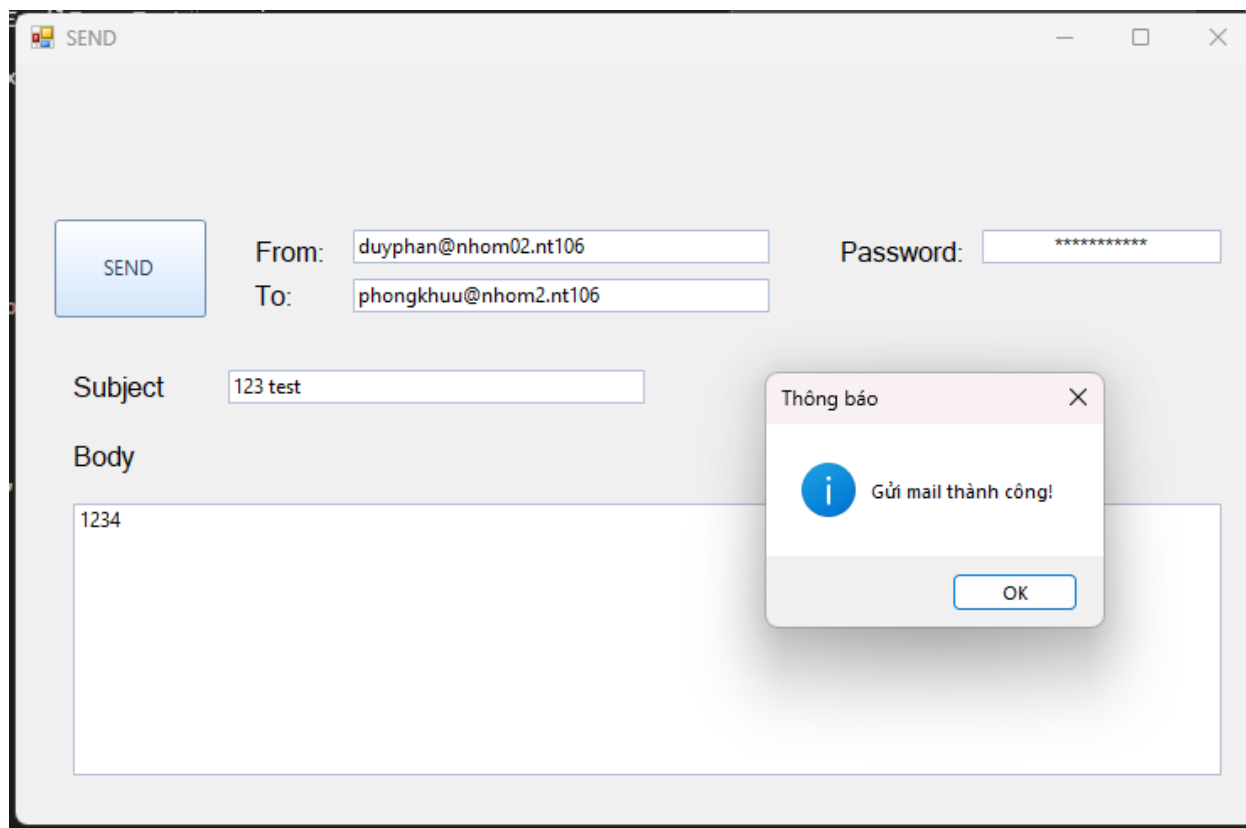 SEND
SEND
From:
duyphan@nhom02.nt106
Password:
***********
To:
phongkhuu@nhom2.nt106
Subject
123 test
Thông báo
Body
Gửi mail thành công!
1234
OK